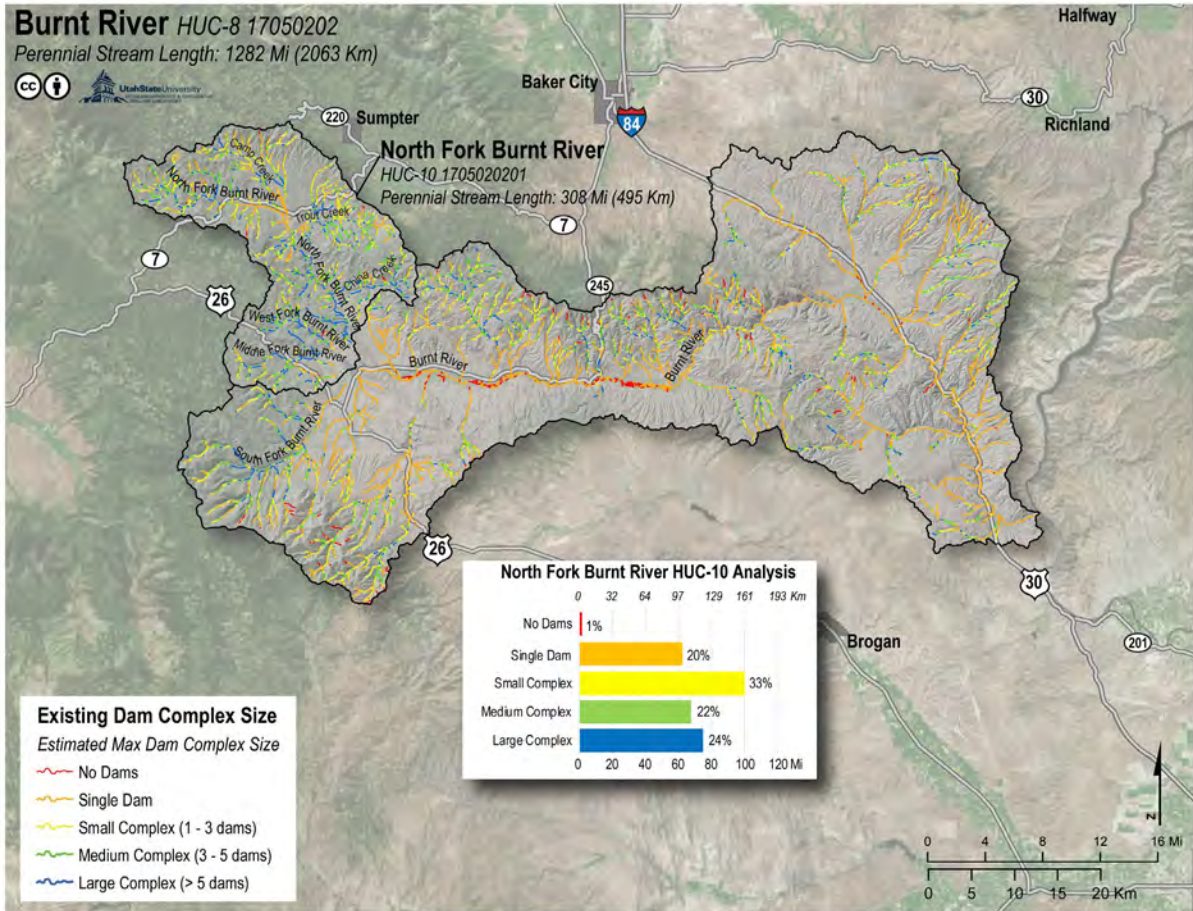 Burnt River HUC-8 17050202
Perennial Stream Length: 1282 Mi (2063 Km)
cc
UtahStateUniversity
Halfway
Baker City
30
84
Richland
220
Sumpter
North Fork Burnt River
HUC-10 1705020201
Perennial Stream Length: 308 Mi (495 Km)
Camp Creek
North Fork Burnt River
Trout Creek
7
7
North Fork Burnt River
China Creek
245
26
West Fork Burnt River
Middle Fork Burnt River
Burnt River
Burnt River
South Fork Burnt River
26
30
Brogan
201
North Fork Burnt River HUC-10 Analysis
0 32 64 97 129 161 193 Km
No Dams 1%
Single Dam 20%
Small Complex 33%
Medium Complex 22%
Large Complex 24%
0 20 40 60 80 100 120 Mi
Existing Dam Complex Size
Estimated Max Dam Complex Size
No Dams
Single Dam
Small Complex (1 - 3 dams)
Medium Complex (3 - 5 dams)
Large Complex (> 5 dams)
N
0 4 8 12 16 Mi
0 5 10 15 20 Km